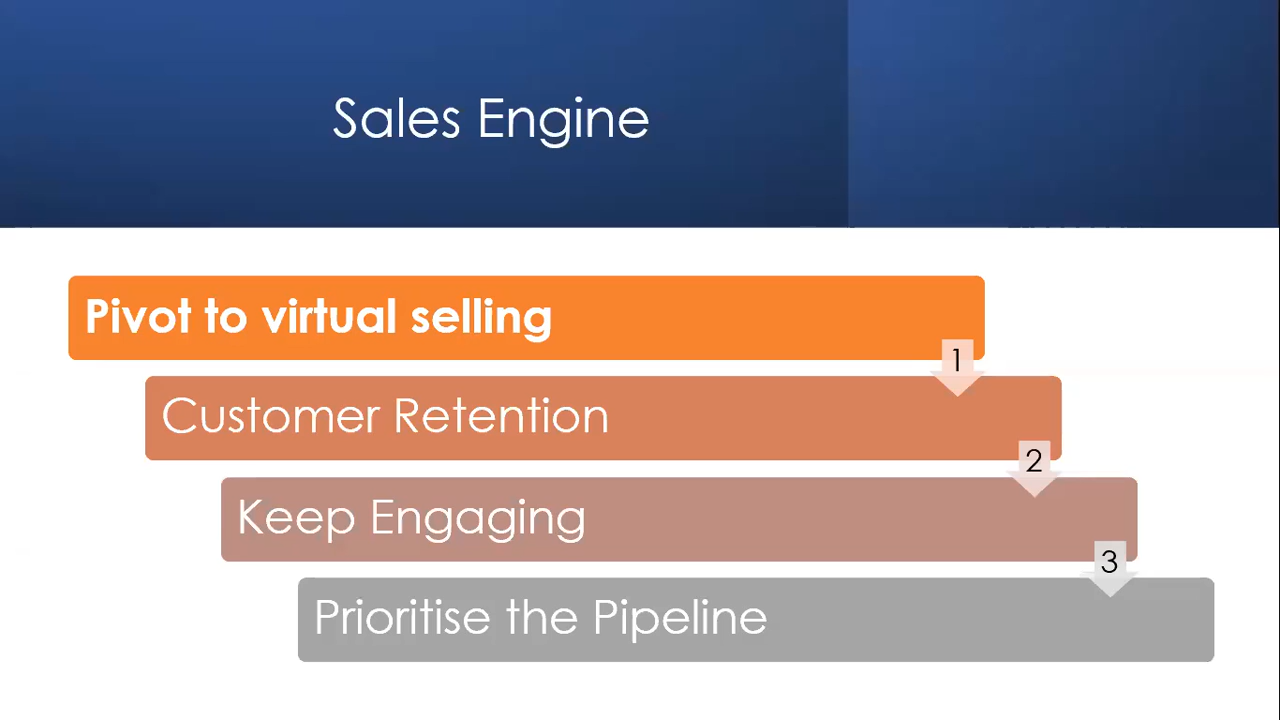 Sales Engine
Pivot to virtual selling
1
Customer Retention
2
Keep Engaging
3
Prioritise the Pipeline